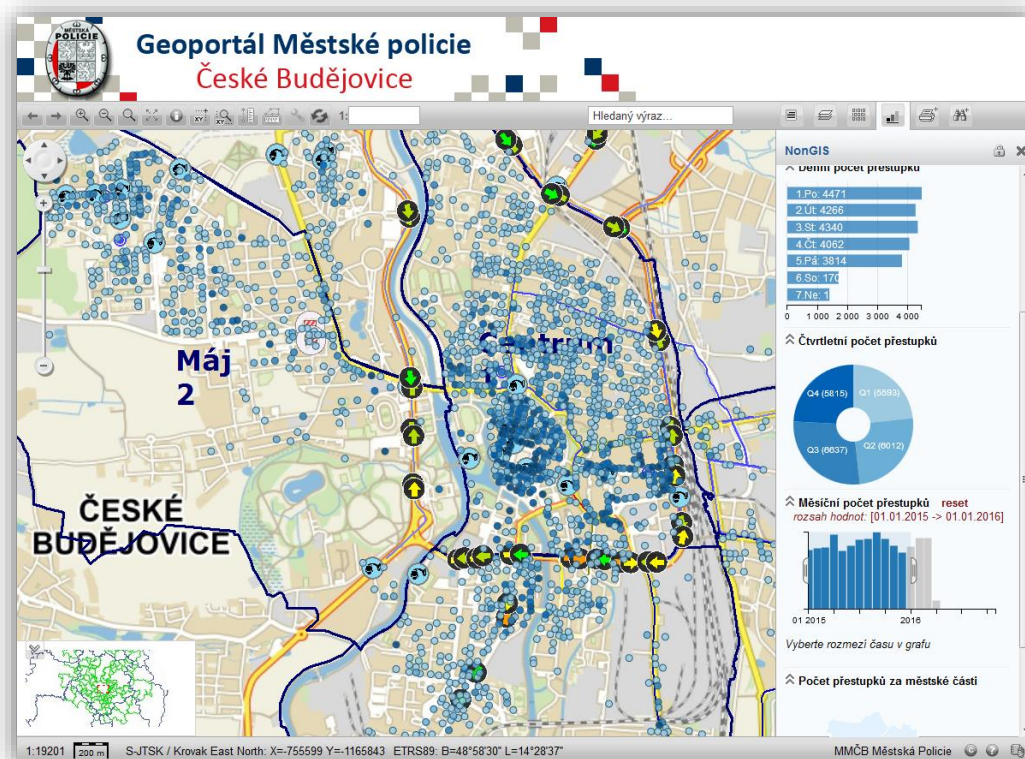 MĚSTSKÁ
POLICIE
Geoportál Městské policie
České Budějovice
1:
Hledaný výraz...
NonGIS
Denní počet přestupků
1.Po: 4471
2.Út: 4266
3.St: 4340
4.Čt: 4062
5.Pá: 3814
6.So: 170
7.Ne: 1
0 1 000 2 000 3 000 4 000
Čtvrtletní počet přestupků
Q4 (5815)
Q3 (6637)
Q2 (6012)
Měsíční počet přestupků reset
rozsah hodnot: [01.01.2015 -> 01.01.2016]
01 2015 2016
Vyberte rozmezí času v grafu
Počet přestupků za městské části
Máj
2
Centrum
ČESKÉ
BUDĚJOVICE
1:19201 200 m S-JTSK / Krovak East North: X=-755599 Y=-1165843 ETRS89: B=48°58'30" L=14°28'37"
MMČB Městská Policie